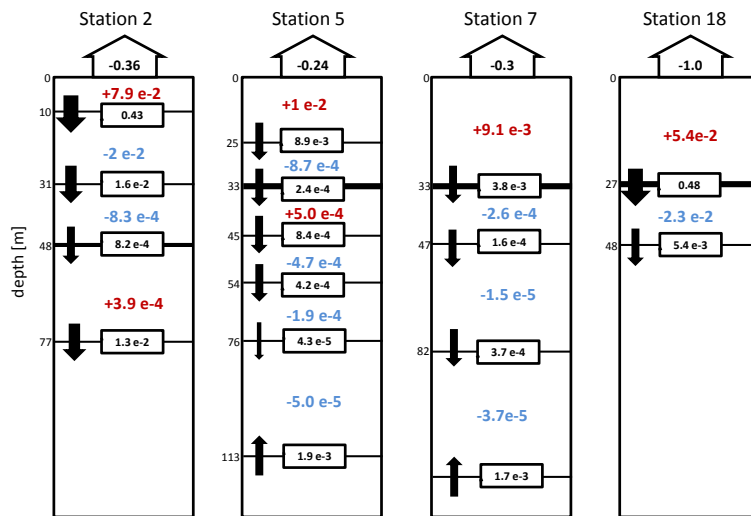 Station 2
Station 5
Station 7
Station 18
-0.36
-0.24
-0.3
-1.0
depth [m]
0
+7.9 e-2
10
0.43
-2 e-2
31
1.6 e-2
-8.3 e-4
48
8.2 e-4
+3.9 e-4
77
1.3 e-2
0
+1 e-2
25
8.9 e-3
-8.7 e-4
33
2.4 e-4
+5.0 e-4
45
8.4 e-4
-4.7 e-4
54
4.2 e-4
-1.9 e-4
76
4.3 e-5
-5.0 e-5
113
1.9 e-3
0
+9.1 e-3
33
3.8 e-3
-2.6 e-4
47
1.6 e-4
-1.5 e-5
82
3.7 e-4
-3.7e-5
1.7 e-3
0
+5.4e-2
27
0.48
-2.3 e-2
48
5.4 e-3